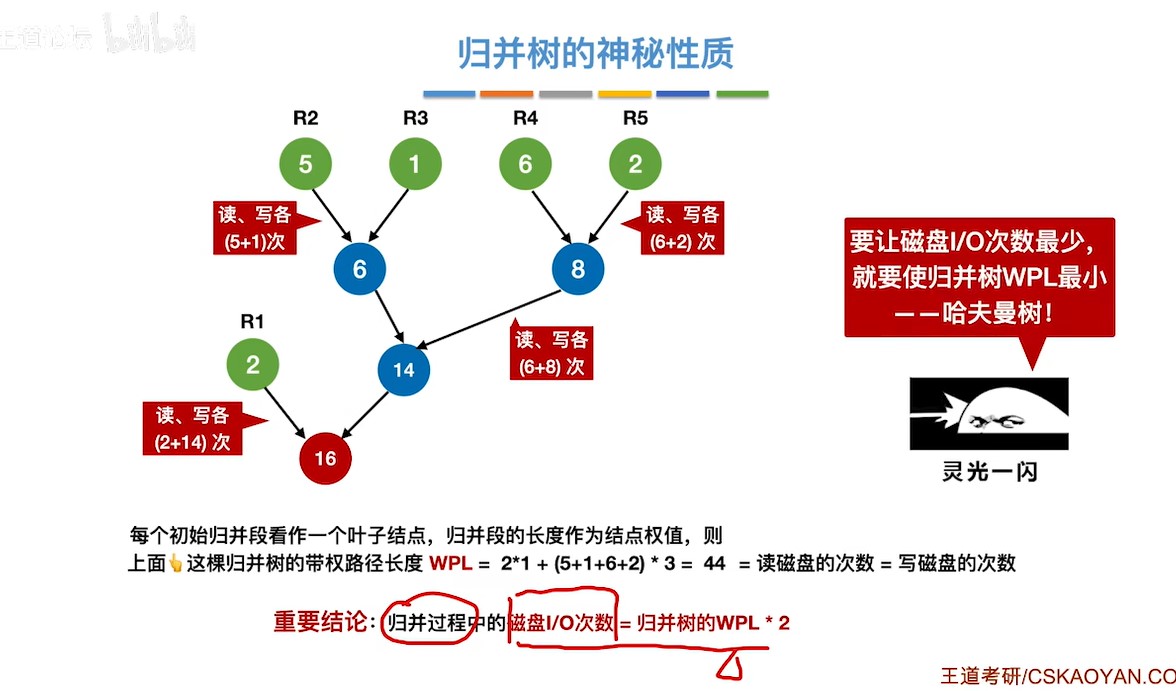 王道论坛 bilibili
归并树的神秘性质
R2 R3 R4 R5
5 1 6 2
读、写各
(5+1)次
读、写各
(6+2) 次
6 8
要让磁盘I/O次数最少，
就要使归并树WPL最小
——哈夫曼树！
R1
2 14
读、写各
(6+8) 次
读、写各
(2+14) 次
16
灵光一闪
每个初始归并段看作一个叶子结点，归并段的长度作为结点权值，则
上面👆这棵归并树的带权路径长度 WPL = 2*1 + (5+1+6+2) * 3 = 44 = 读磁盘的次数 = 写磁盘的次数
重要结论：归并过程中的磁盘I/O次数 = 归并树的WPL * 2
王道考研/CSKAOYAN.CO